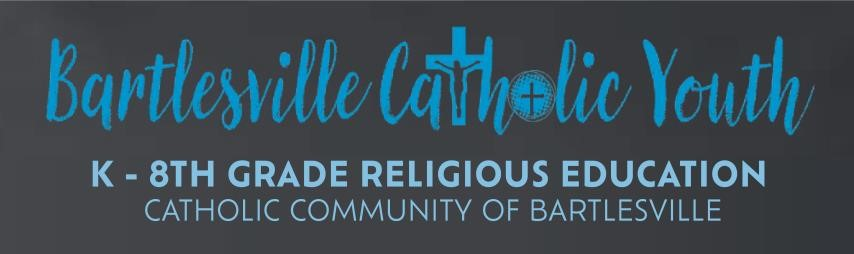 Bartlesville Catholic Youth
K - 8TH GRADE RELIGIOUS EDUCATION
CATHOLIC COMMUNITY OF BARTLESVILLE